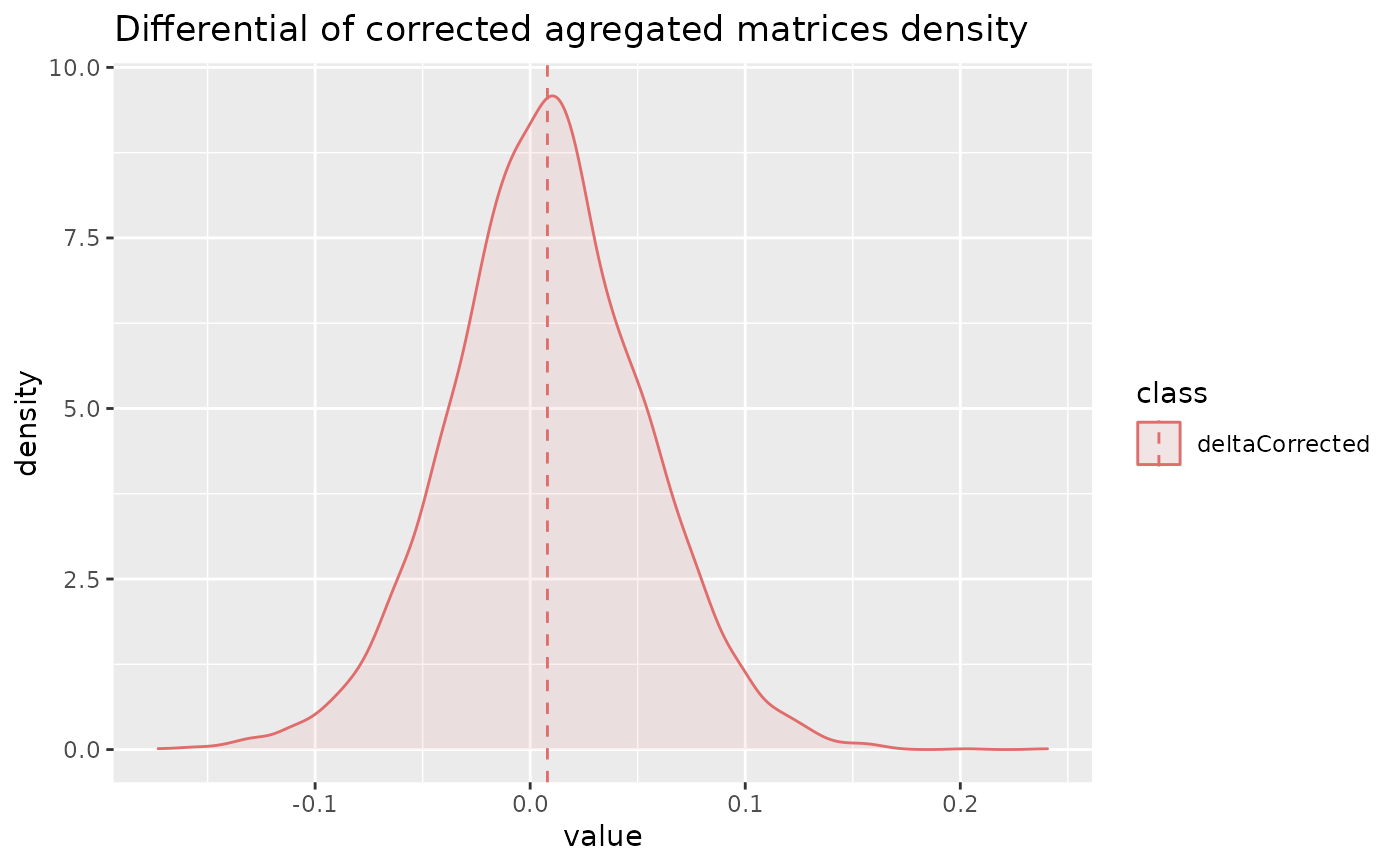 Differential of corrected agregated matrices density
10.0
7.5
5.0
2.5
0.0
density
-0.1
0.0
0.1
0.2
value
class
deltaCorrected